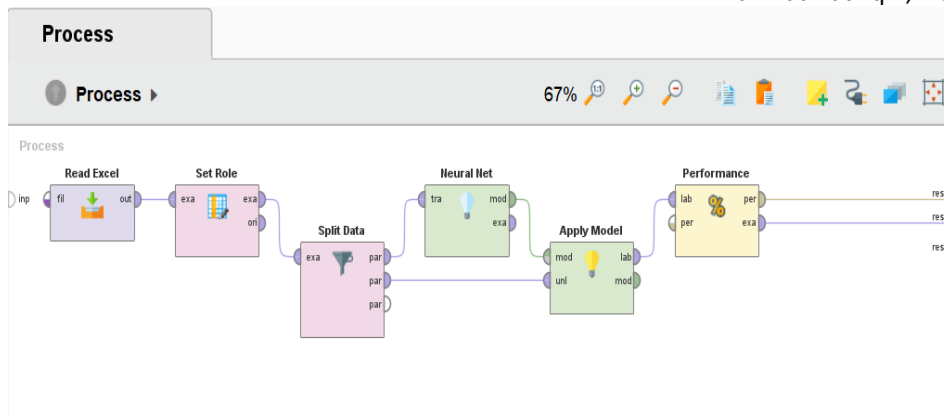 Process
Process
67%
Process
Read Excel
inp
fil
out
Set Role
exa
exa
ori
Split Data
exa
par
par
par
Neural Net
tra
mod
exa
Apply Model
mod
lab
unl
mod
Performance
lab
per
%
per
exa
res
res
res